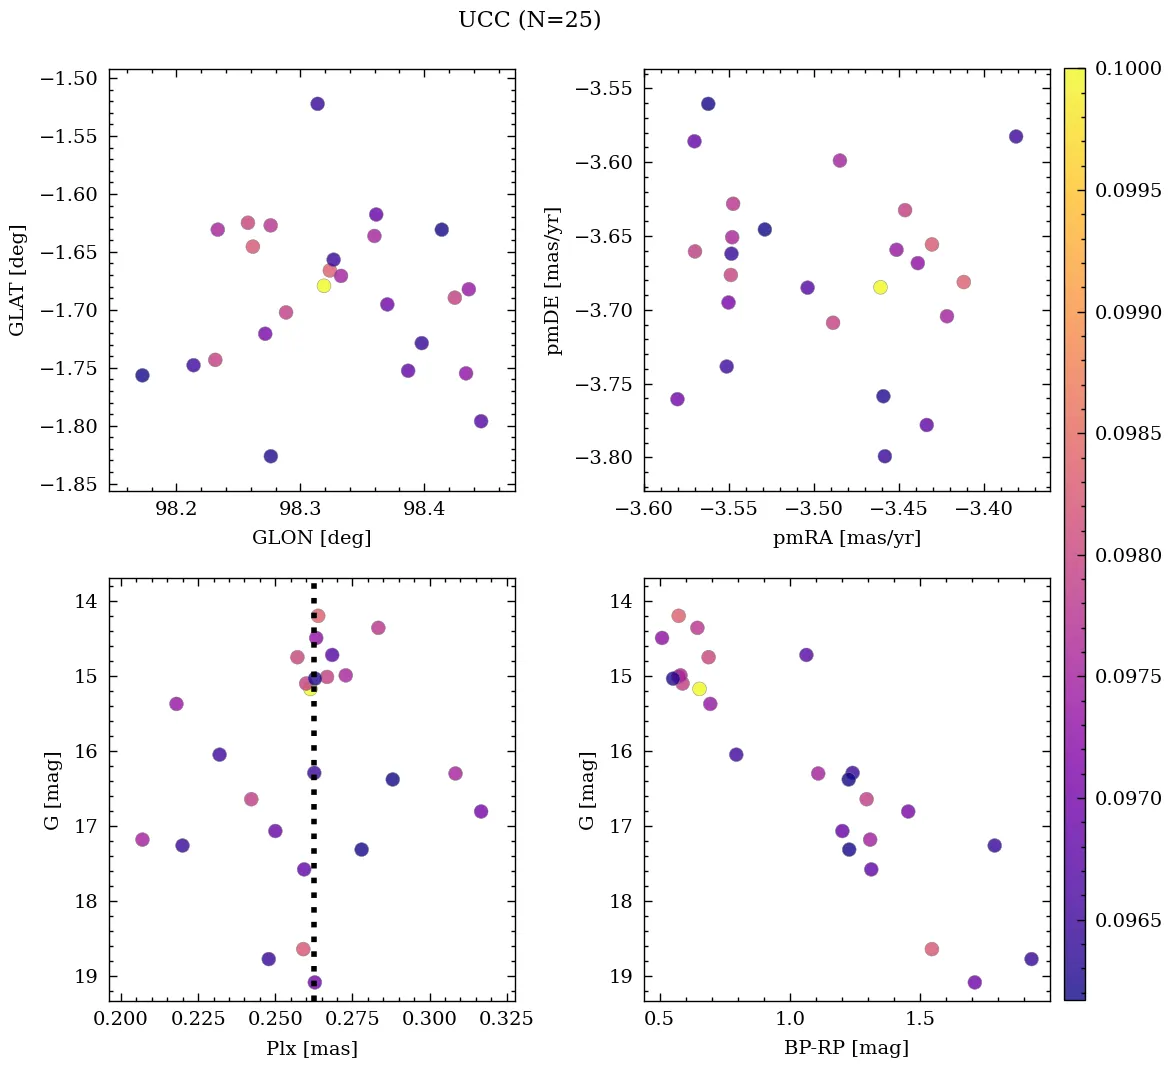 UCC (N=25)
−1.50
−1.55
−1.60
−1.65
−1.70
−1.75
−1.80
−1.85
GLAT [deg]
98.2 98.3 98.4
GLON [deg]
−3.55
−3.60
−3.65
−3.70
−3.75
−3.80
pmDE [mas/yr]
−3.60 −3.55 −3.50 −3.45 −3.40
pmRA [mas/yr]
14
15
16
17
18
19
G [mag]
0.200 0.225 0.250 0.275 0.300 0.325
Plx [mas]
14
15
16
17
18
19
G [mag]
0.5 1.0 1.5
BP-RP [mag]
0.1000
0.0995
0.0990
0.0985
0.0980
0.0975
0.0970
0.0965